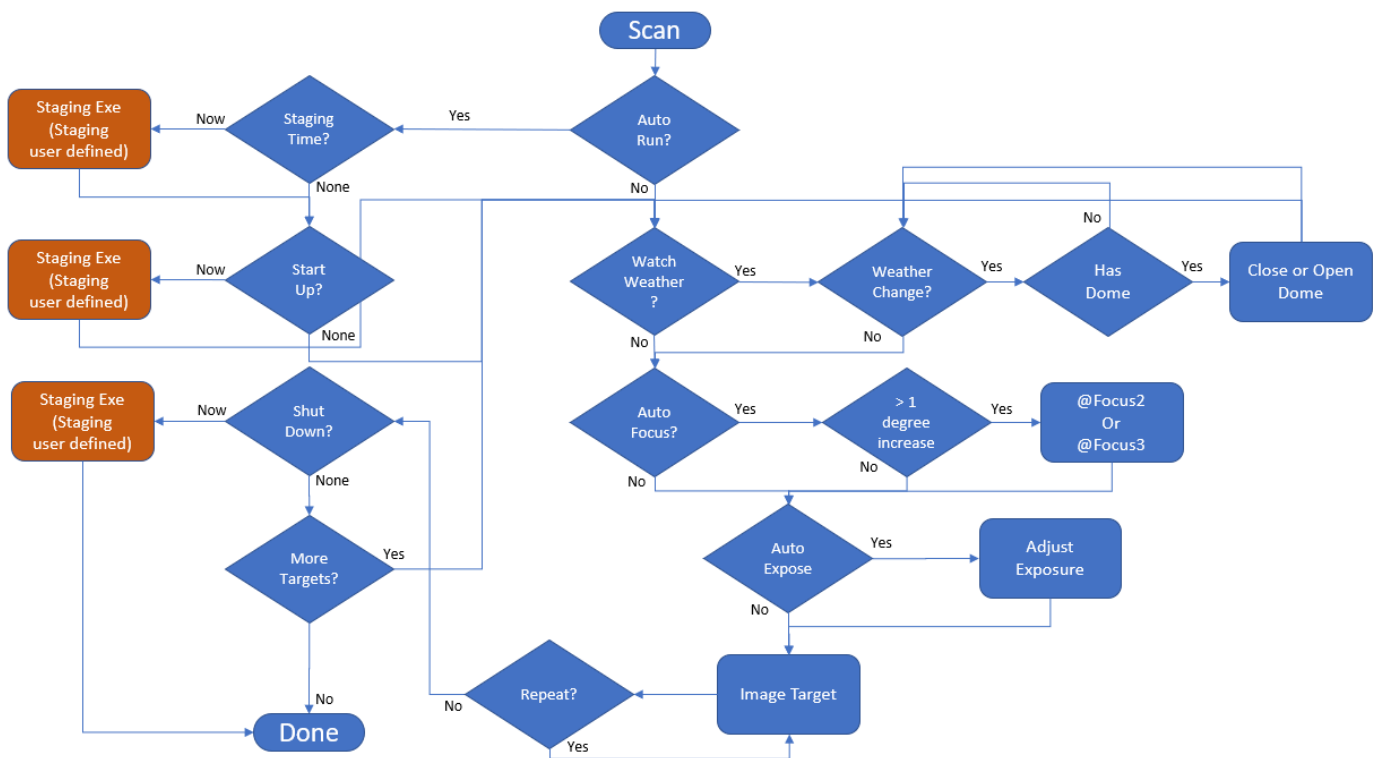 Scan
Staging Exe
(Staging
user defined)
Now
Staging
Time?
Yes
Auto
Run?
None
No
Staging Exe
(Staging
user defined)
Now
Start
Up?
None
Watch
Weather
?
Yes
No
Weather
Change?
Yes
No
Has
Dome
No
Yes
Close or Open
Dome
Staging Exe
(Staging
user defined)
Now
Shut
Down?
None
Auto
Focus?
Yes
No
> 1
degree
increase
Yes
No
@Focus2
Or
@Focus3
More
Targets?
Yes
No
Auto
Expose
Yes
No
Adjust
Exposure
Repeat?
No
Yes
Image Target
Done